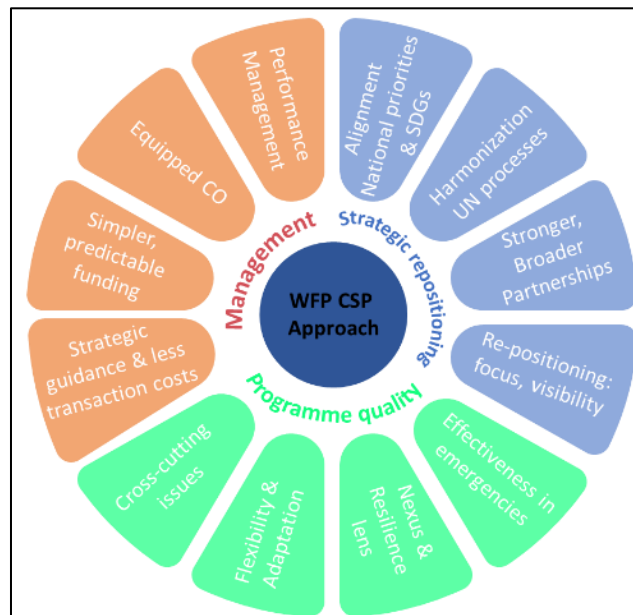 Performance
Management
Alignment
National priorities
& SDGs
Harmonization
UN processes
Stronger,
Broader
Partnerships
Re-positioning:
focus, visibility
Effectiveness in
emergencies
Nexus &
Resilience
lens
Flexibility &
Adaptation
Cross-cutting
issues
Strategic
guidance & less
transaction costs
Simpler,
predictable
funding
Equipped CO
Management
Strategic repositioning
Programme quality
WFP CSP
Approach